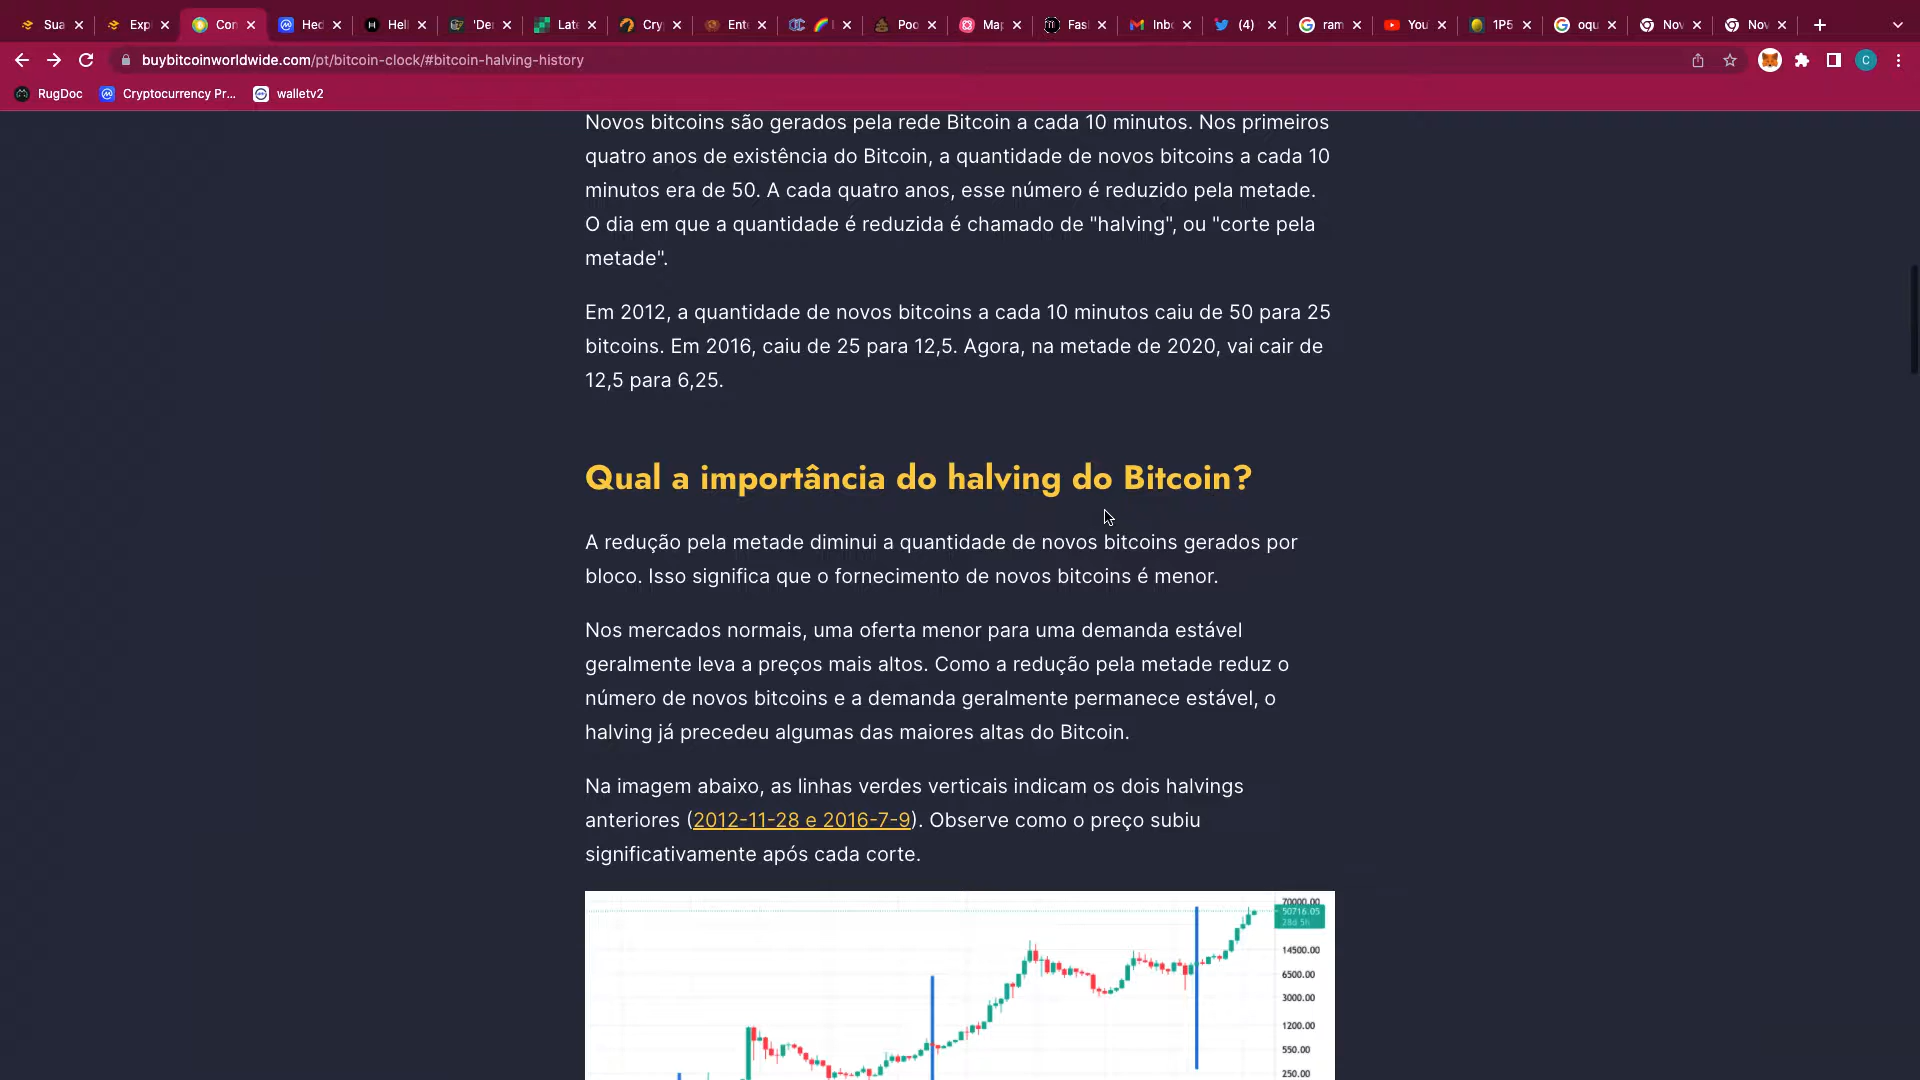 Sua
Exp
Con
Hed
Hell
'De
Late
Cry
Ente
Poo
Map
Fas
Inbo
(4)
ram
You
1P5
oqu
Nov
Nov
buybitcoinworldwide.com/pt/bitcoin-clock/#bitcoin-halving-history
C
RugDoc
Cryptocurrency Pr...
walletv2
Novos bitcoins são gerados pela rede Bitcoin a cada 10 minutos. Nos primeiros
quatro anos de existência do Bitcoin, a quantidade de novos bitcoins a cada 10
minutos era de 50. A cada quatro anos, esse número é reduzido pela metade.
O dia em que a quantidade é reduzida é chamado de "halving", ou "corte pela
metade".
Em 2012, a quantidade de novos bitcoins a cada 10 minutos caiu de 50 para 25
bitcoins. Em 2016, caiu de 25 para 12,5. Agora, na metade de 2020, vai cair de
12,5 para 6,25.
Qual a importância do halving do Bitcoin?
A redução pela metade diminui a quantidade de novos bitcoins gerados por
bloco. Isso significa que o fornecimento de novos bitcoins é menor.
Nos mercados normais, uma oferta menor para uma demanda estável
geralmente leva a preços mais altos. Como a redução pela metade reduz o
número de novos bitcoins e a demanda geralmente permanece estável, o
halving já precedeu algumas das maiores altas do Bitcoin.
Na imagem abaixo, as linhas verdes verticais indicam os dois halvings
anteriores (2012-11-28 e 2016-7-9). Observe como o preço subiu
significativamente após cada corte.
70000.00
50716.05
28d 5h
14500.00
6500.00
3000.00
1200.00
550.00
250.00